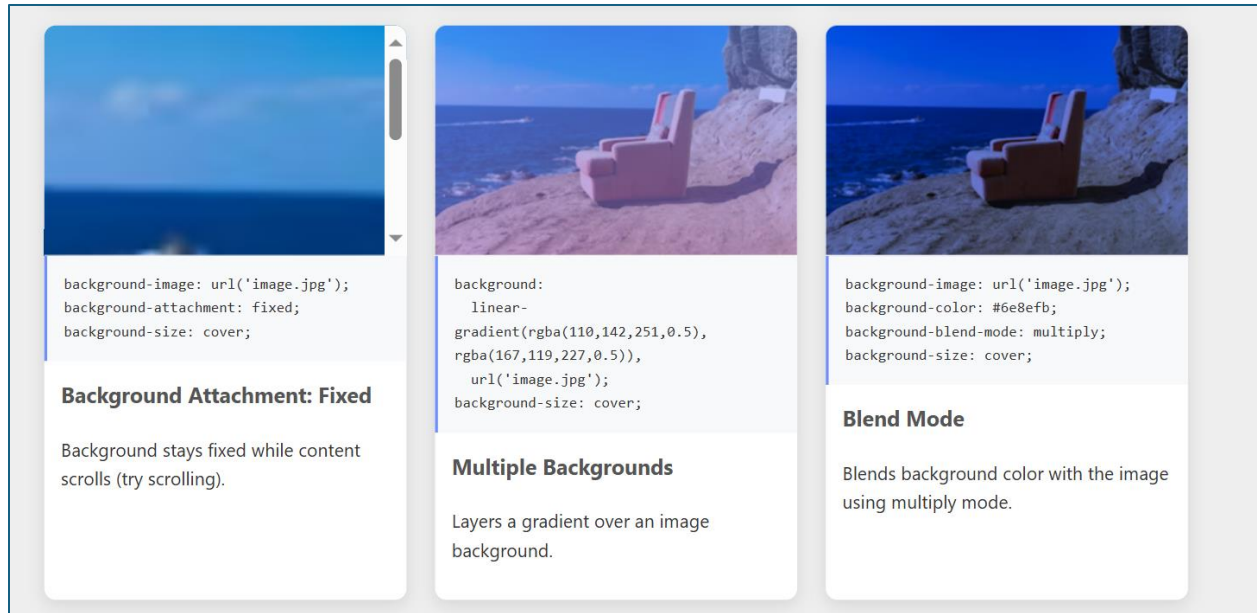 background-image: url('image.jpg');
background-attachment: fixed;
background-size: cover;
Background Attachment: Fixed
Background stays fixed while content
scrolls (try scrolling).
background:
  linear-
gradient(rgba(110,142,251,0.5),
rgba(167,119,227,0.5)),
  url('image.jpg');
background-size: cover;
Multiple Backgrounds
Layers a gradient over an image
background.
background-image: url('image.jpg');
background-color: #6e8efb;
background-blend-mode: multiply;
background-size: cover;
Blend Mode
Blends background color with the image
using multiply mode.